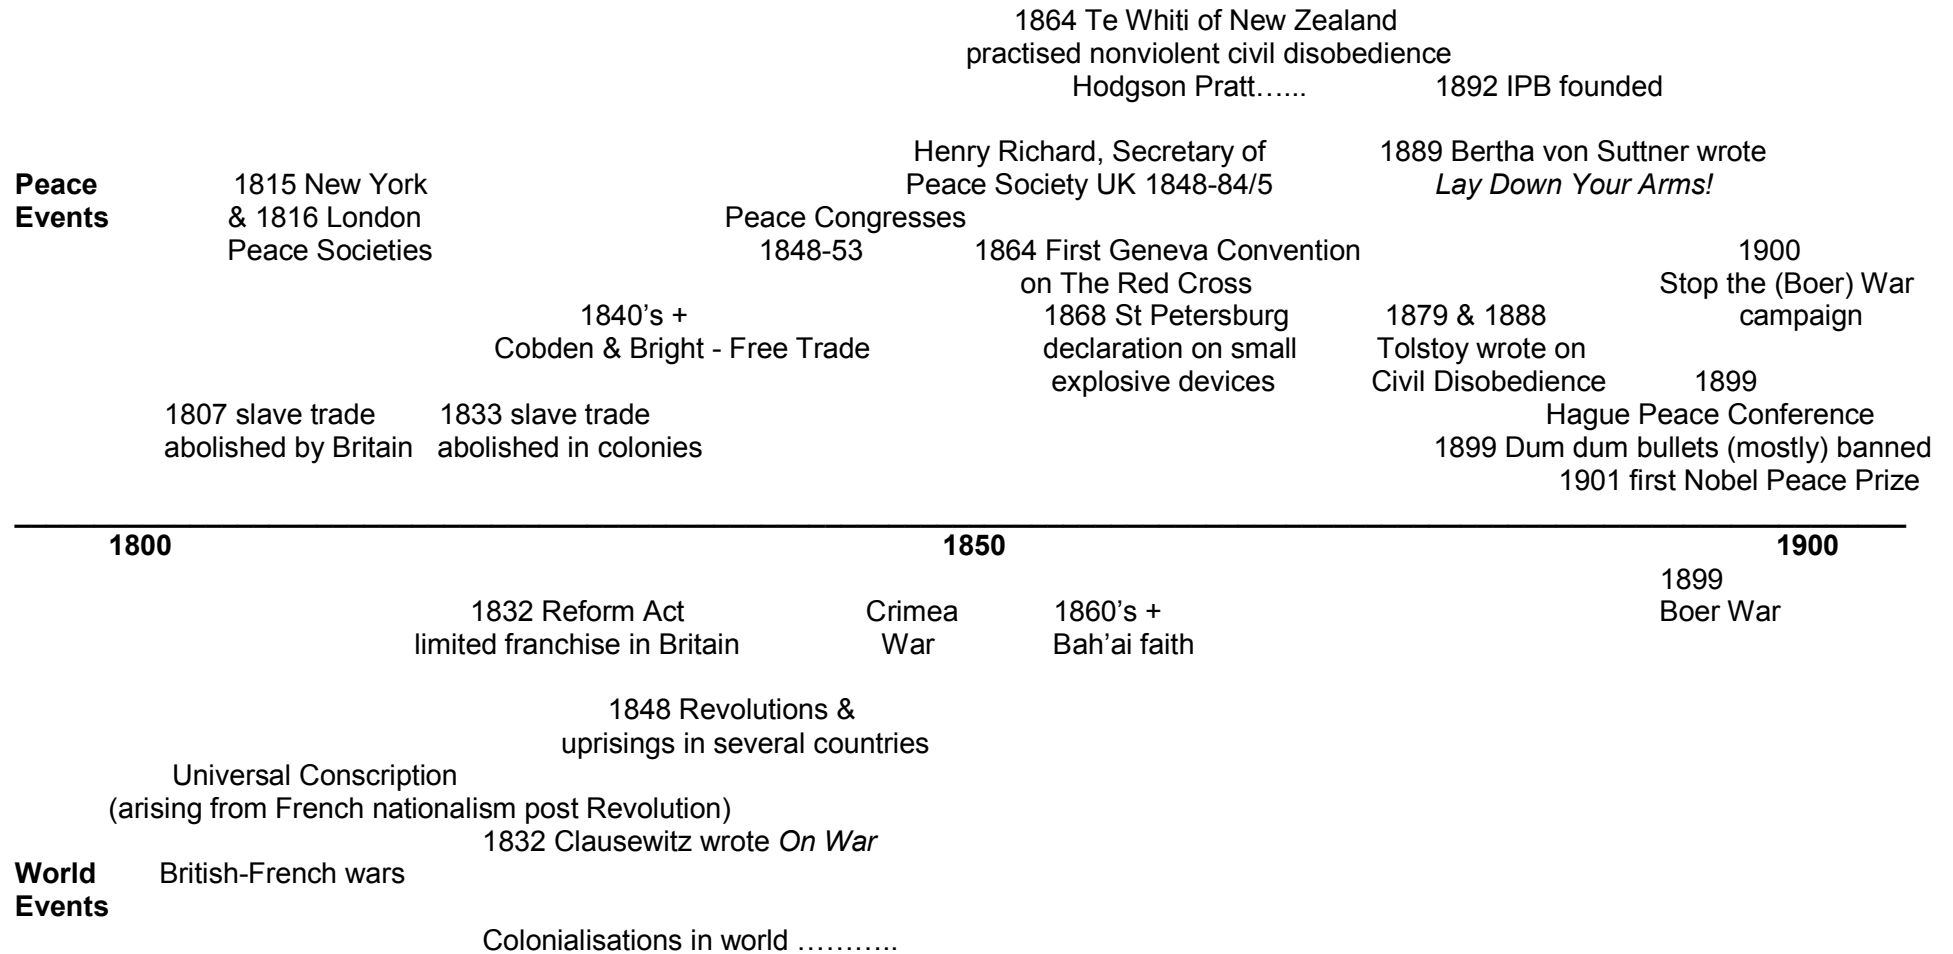 1864 Te Whiti of New Zealand
practised nonviolent civil disobedience
Hodgson Pratt…... 1892 IPB founded
Henry Richard, Secretary of 1889 Bertha von Suttner wrote
Peace 1815 New York Peace Society UK 1848-84/5 Lay Down Your Arms!
Events & 1816 London Peace Congresses
Peace Societies 1848-53 1864 First Geneva Convention 1900
on The Red Cross Stop the (Boer) War
1840’s + 1868 St Petersburg 1879 & 1888 campaign
Cobden & Bright - Free Trade declaration on small Tolstoy wrote on
explosive devices Civil Disobedience 1899
1807 slave trade 1833 slave trade Hague Peace Conference
abolished by Britain abolished in colonies 1899 Dum dum bullets (mostly) banned
1901 first Nobel Peace Prize
1800 1850 1900
1899
1832 Reform Act Crimea 1860’s + Boer War
limited franchise in Britain War Bah’ai faith
1848 Revolutions &
uprisings in several countries
Universal Conscription
(arising from French nationalism post Revolution)
1832 Clausewitz wrote On War
World British-French wars
Events
Colonialisations in world ………..